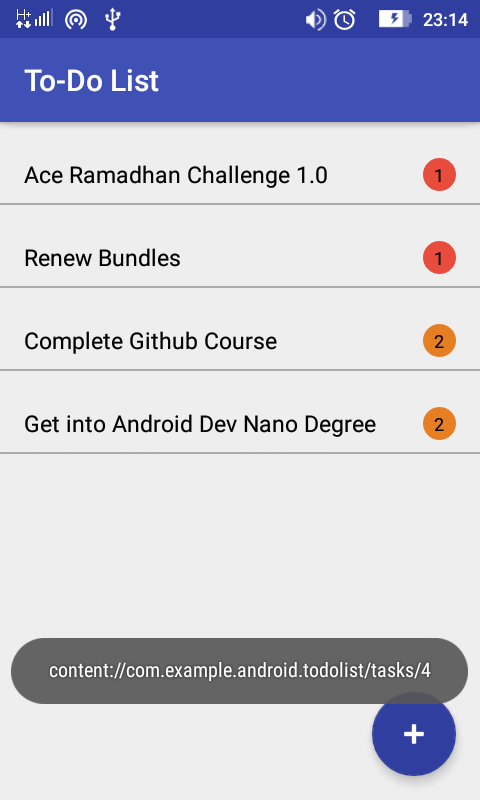 H+ 23:14
To-Do List
Ace Ramadhan Challenge 1.0 1
Renew Bundles 1
Complete Github Course 2
Get into Android Dev Nano Degree 2
content://com.example.android.todolist/tasks/4
+